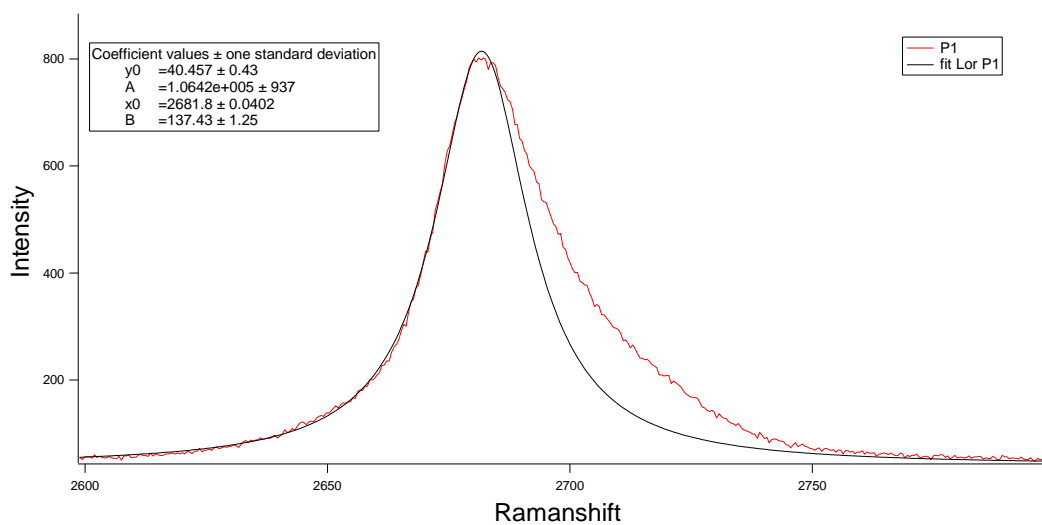 Coefficient values ± one standard deviation
y0 =40.457 ± 0.43
A =1.0642e+005 ± 937
x0 =2681.8 ± 0.0402
B =137.43 ± 1.25
P1
fit Lor P1
800
600
400
200
Intensity
2600 2650 2700 2750
Ramanshift